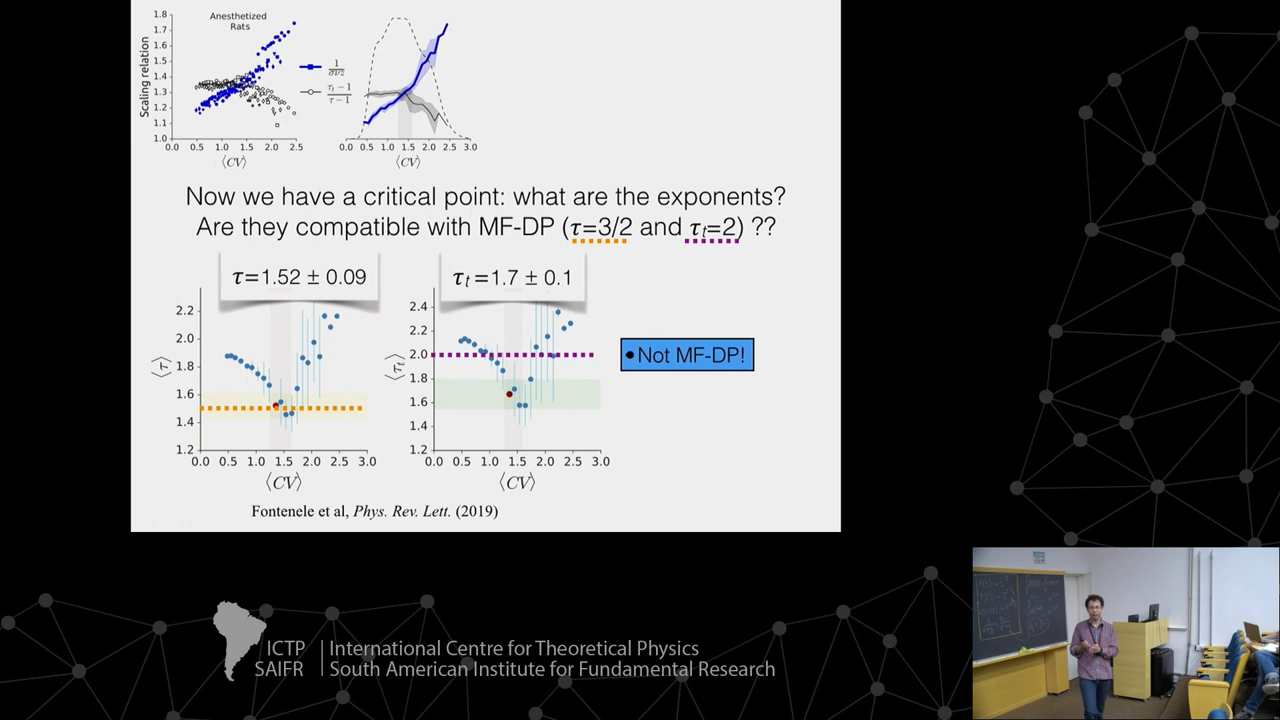 Anesthetized
Rats
Scaling relation
1.8
1.7
1.6
1.5
1.4
1.3
1.2
1.1
1.0
0.0 0.5 1.0 1.5 2.0 2.5
⟨CV⟩
1/σνz
τt − 1/τ − 1
0.0 0.5 1.0 1.5 2.0 2.5 3.0
⟨CV⟩
Now we have a critical point: what are the exponents?
Are they compatible with MF-DP (τ=3/2 and τt=2) ??
τ=1.52 ± 0.09
⟨τ⟩
2.2
2.0
1.8
1.6
1.4
1.2
0.0 0.5 1.0 1.5 2.0 2.5 3.0
⟨CV⟩
τt =1.7 ± 0.1
⟨τt⟩
2.4
2.2
2.0
1.8
1.6
1.4
1.2
0.0 0.5 1.0 1.5 2.0 2.5 3.0
⟨CV⟩
• Not MF-DP!
Fontenele et al, Phys. Rev. Lett. (2019)
ICTP
SAIFR
International Centre for Theoretical Physics
South American Institute for Fundamental Research